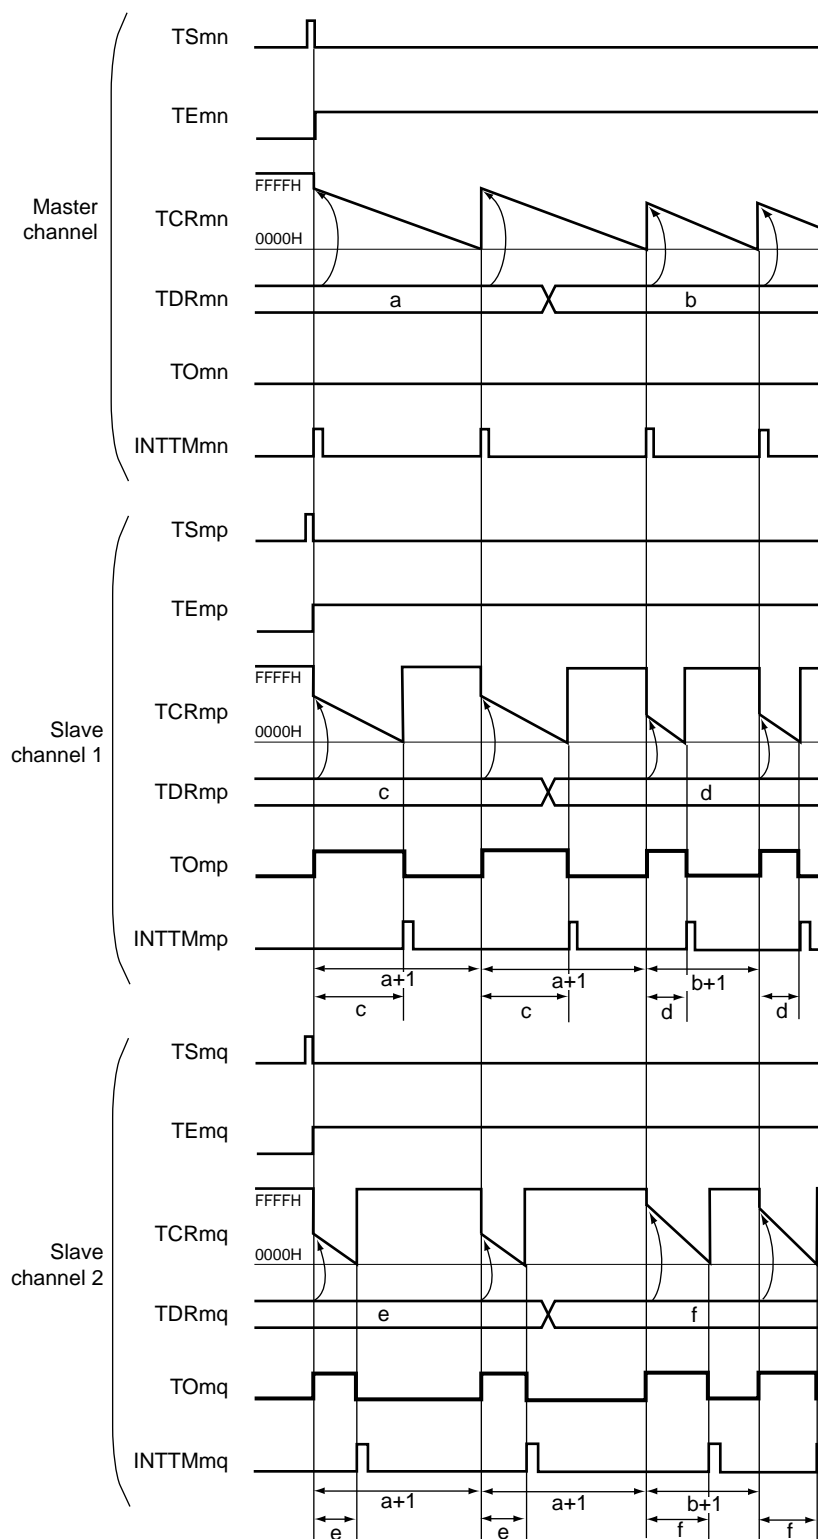 TSmn
TEmn
FFFFH
Master
channel
TCRmn
0000H
TDRmn
a
b
TOmn
INTTMmn
TSmp
TEmp
FFFFH
TCRmp
Slave
channel 1
0000H
TDRmp
c
d
TOmp
INTTMmp
a+1
a+1
b+1
c
c
d
d
TSmq
TEmq
FFFFH
TCRmq
Slave
channel 2
0000H
TDRmq
e
f
TOmq
INTTMmq
a+1
a+1
b+1
e
e
f
f